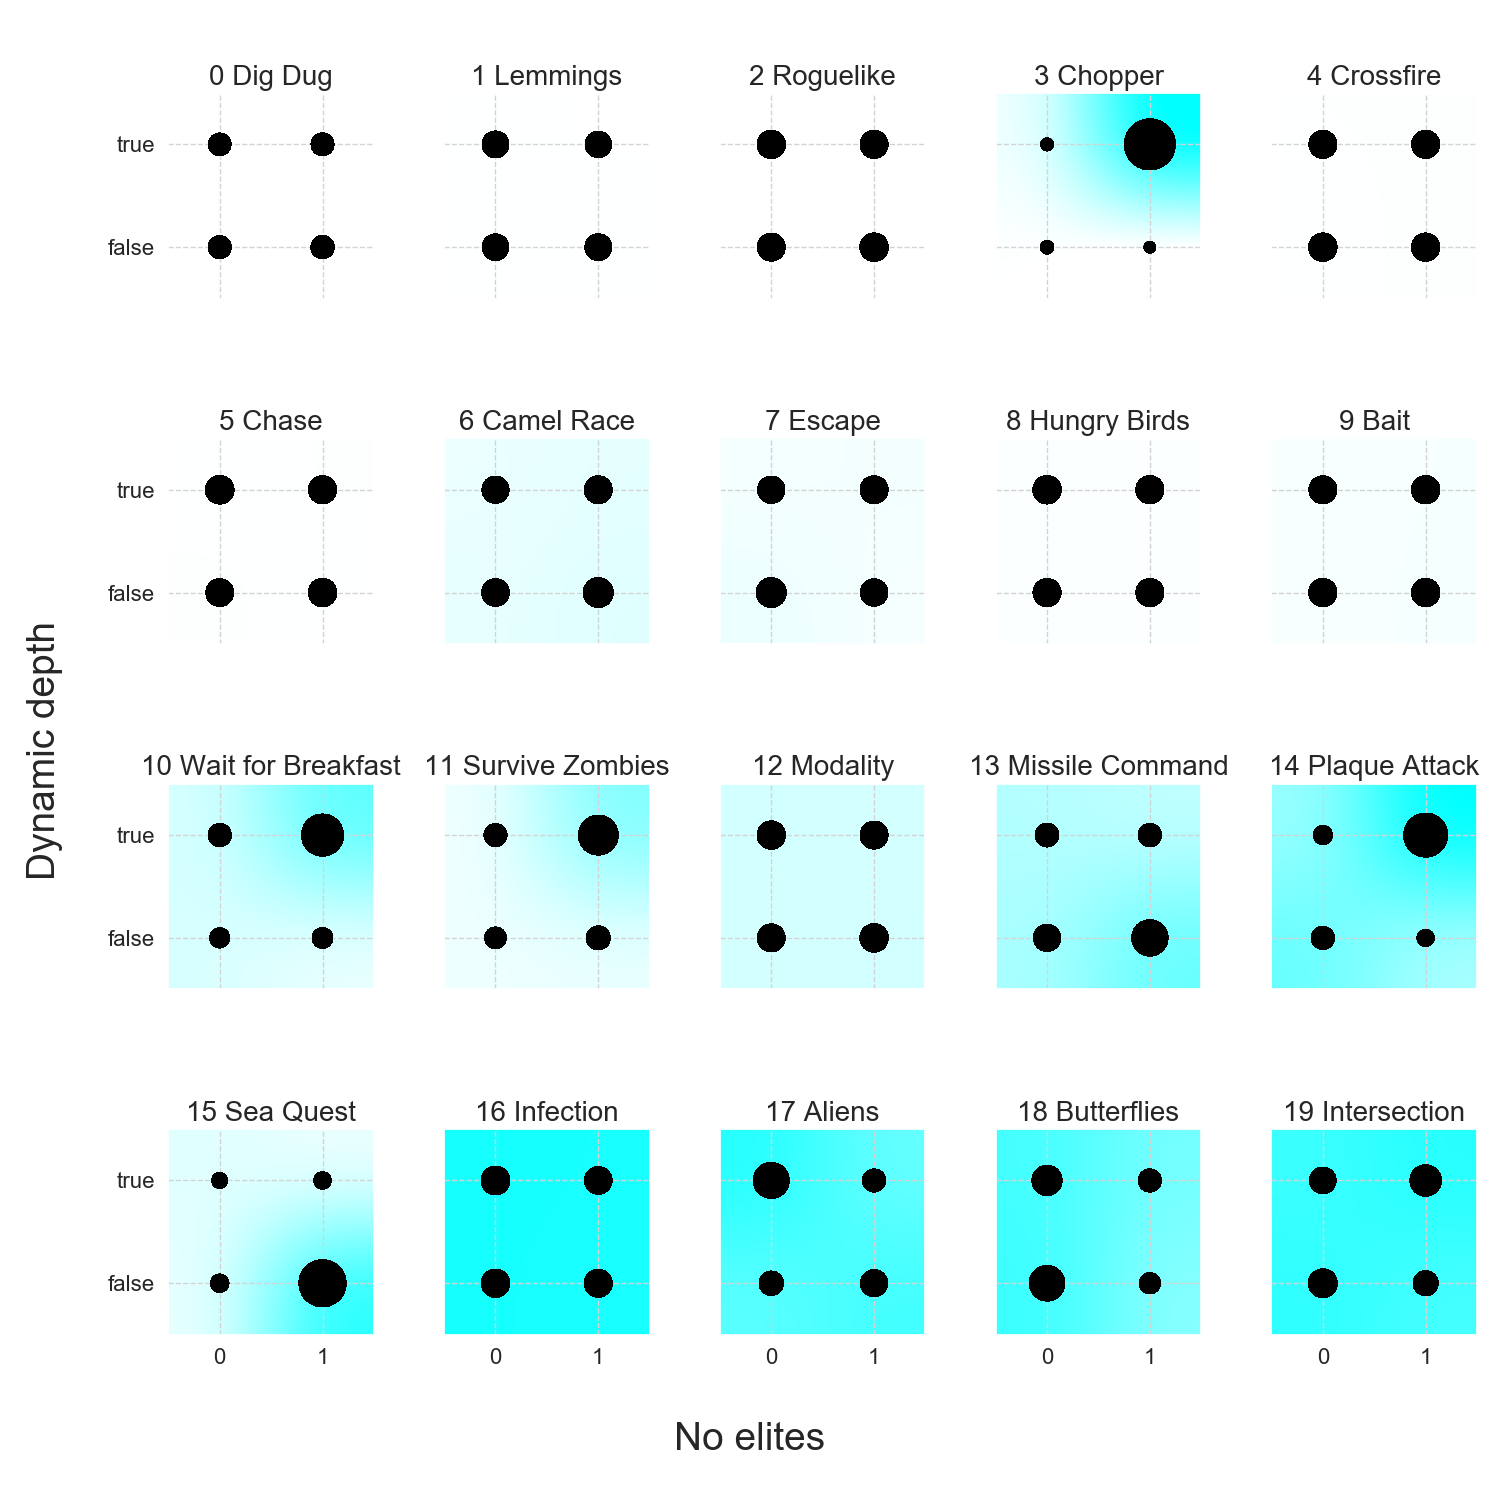 0 Dig Dug
1 Lemmings
2 Roguelike
3 Chopper
4 Crossfire
true
false
5 Chase
6 Camel Race
7 Escape
8 Hungry Birds
9 Bait
true
false
Dynamic depth
10 Wait for Breakfast
11 Survive Zombies
12 Modality
13 Missile Command
14 Plaque Attack
true
false
15 Sea Quest
16 Infection
17 Aliens
18 Butterflies
19 Intersection
true
false
0 1 0 1 0 1 0 1 0 1
No elites